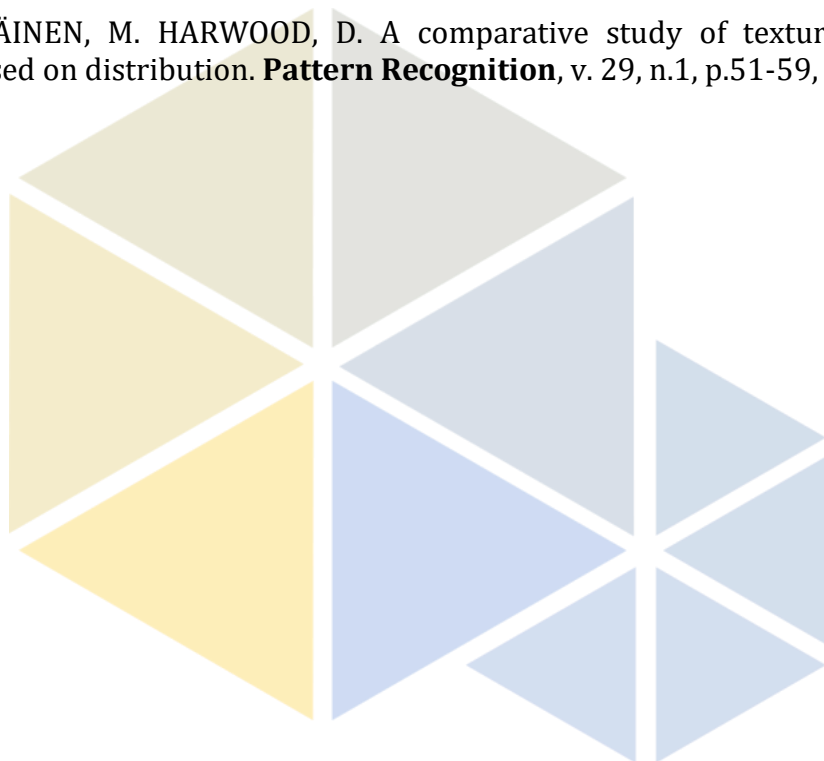 ÄINEN, M. HARWOOD, D. A comparative study of textur
sed on distribution. Pattern Recognition, v. 29, n.1, p.51-59,